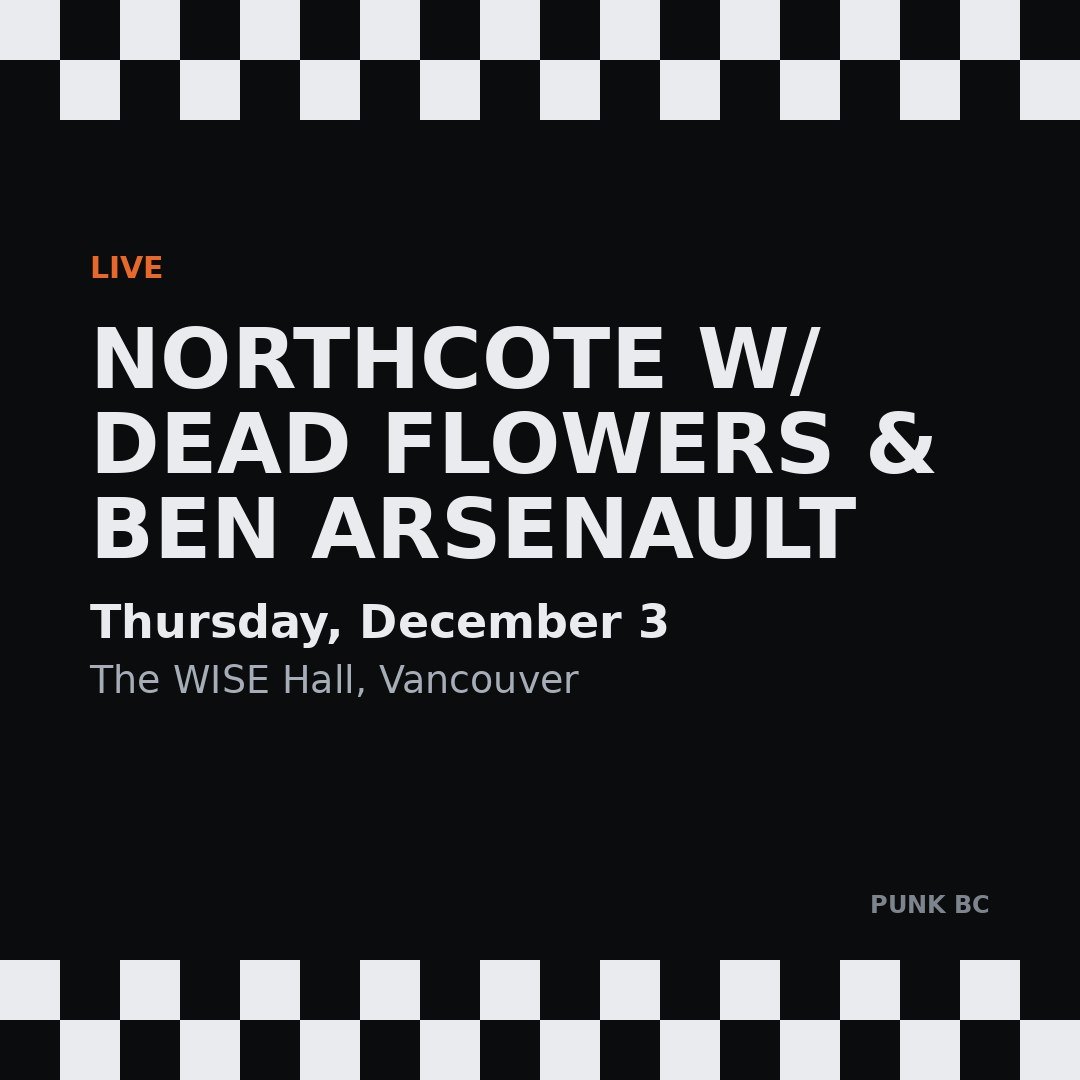 LIVE
NORTHCOTE W/
DEAD FLOWERS &
BEN ARSENAULT
Thursday, December 3
The WISE Hall, Vancouver
PUNK BC